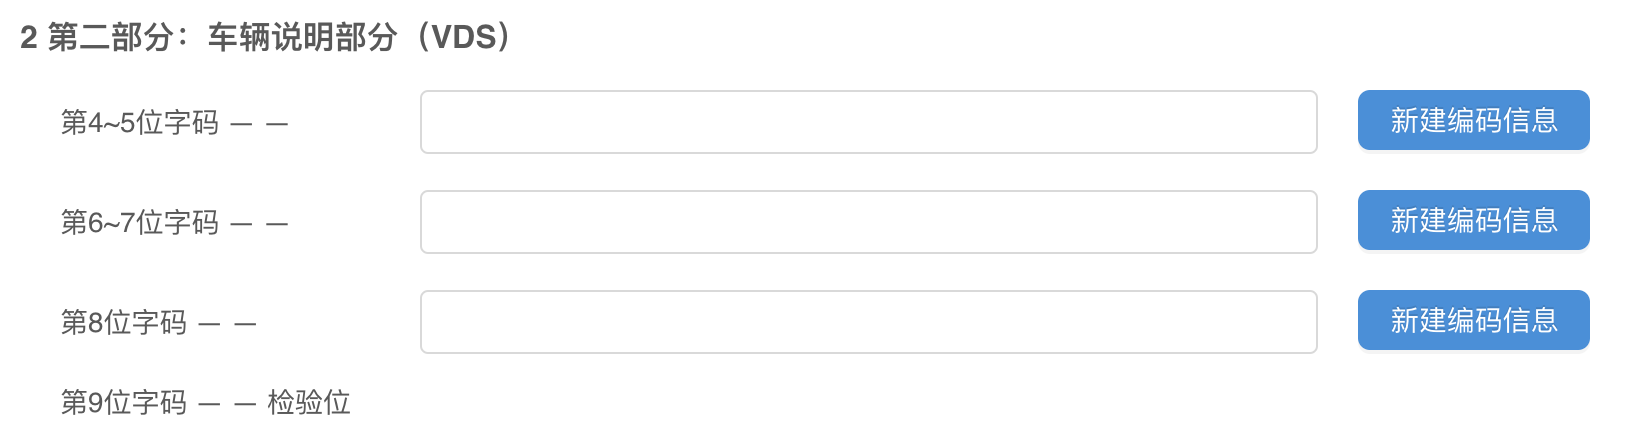 2 第二部分：车辆说明部分（VDS）
第4~5位字码 — — 新建编码信息
第6~7位字码 — — 新建编码信息
第8位字码 — — 新建编码信息
第9位字码 — — 检验位